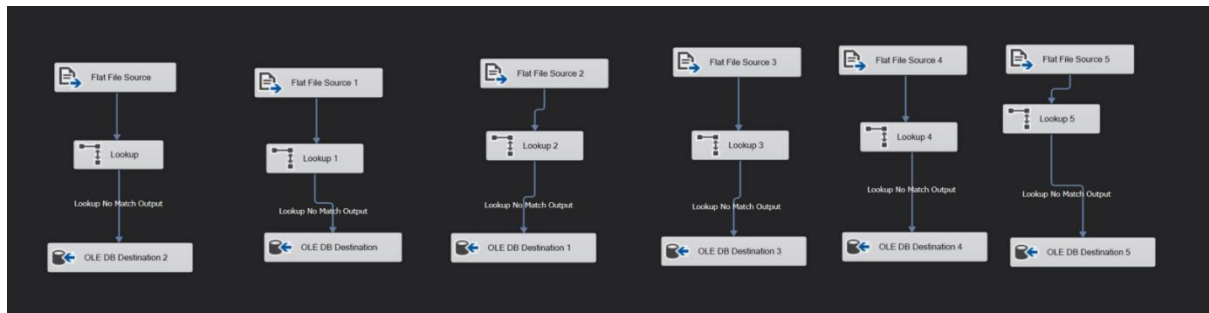 Flat File Source
Lookup
Lookup No Match Output
OLE DB Destination 2
Flat File Source 1
Lookup 1
Lookup No Match Output
OLE DB Destination
Flat File Source 2
Lookup 2
Lookup No Match Output
OLE DB Destination 1
Flat File Source 3
Lookup 3
Lookup No Match Output
OLE DB Destination 3
Flat File Source 4
Lookup 4
Lookup No Match Output
OLE DB Destination 4
Flat File Source 5
Lookup 5
Lookup No Match Output
OLE DB Destination 5